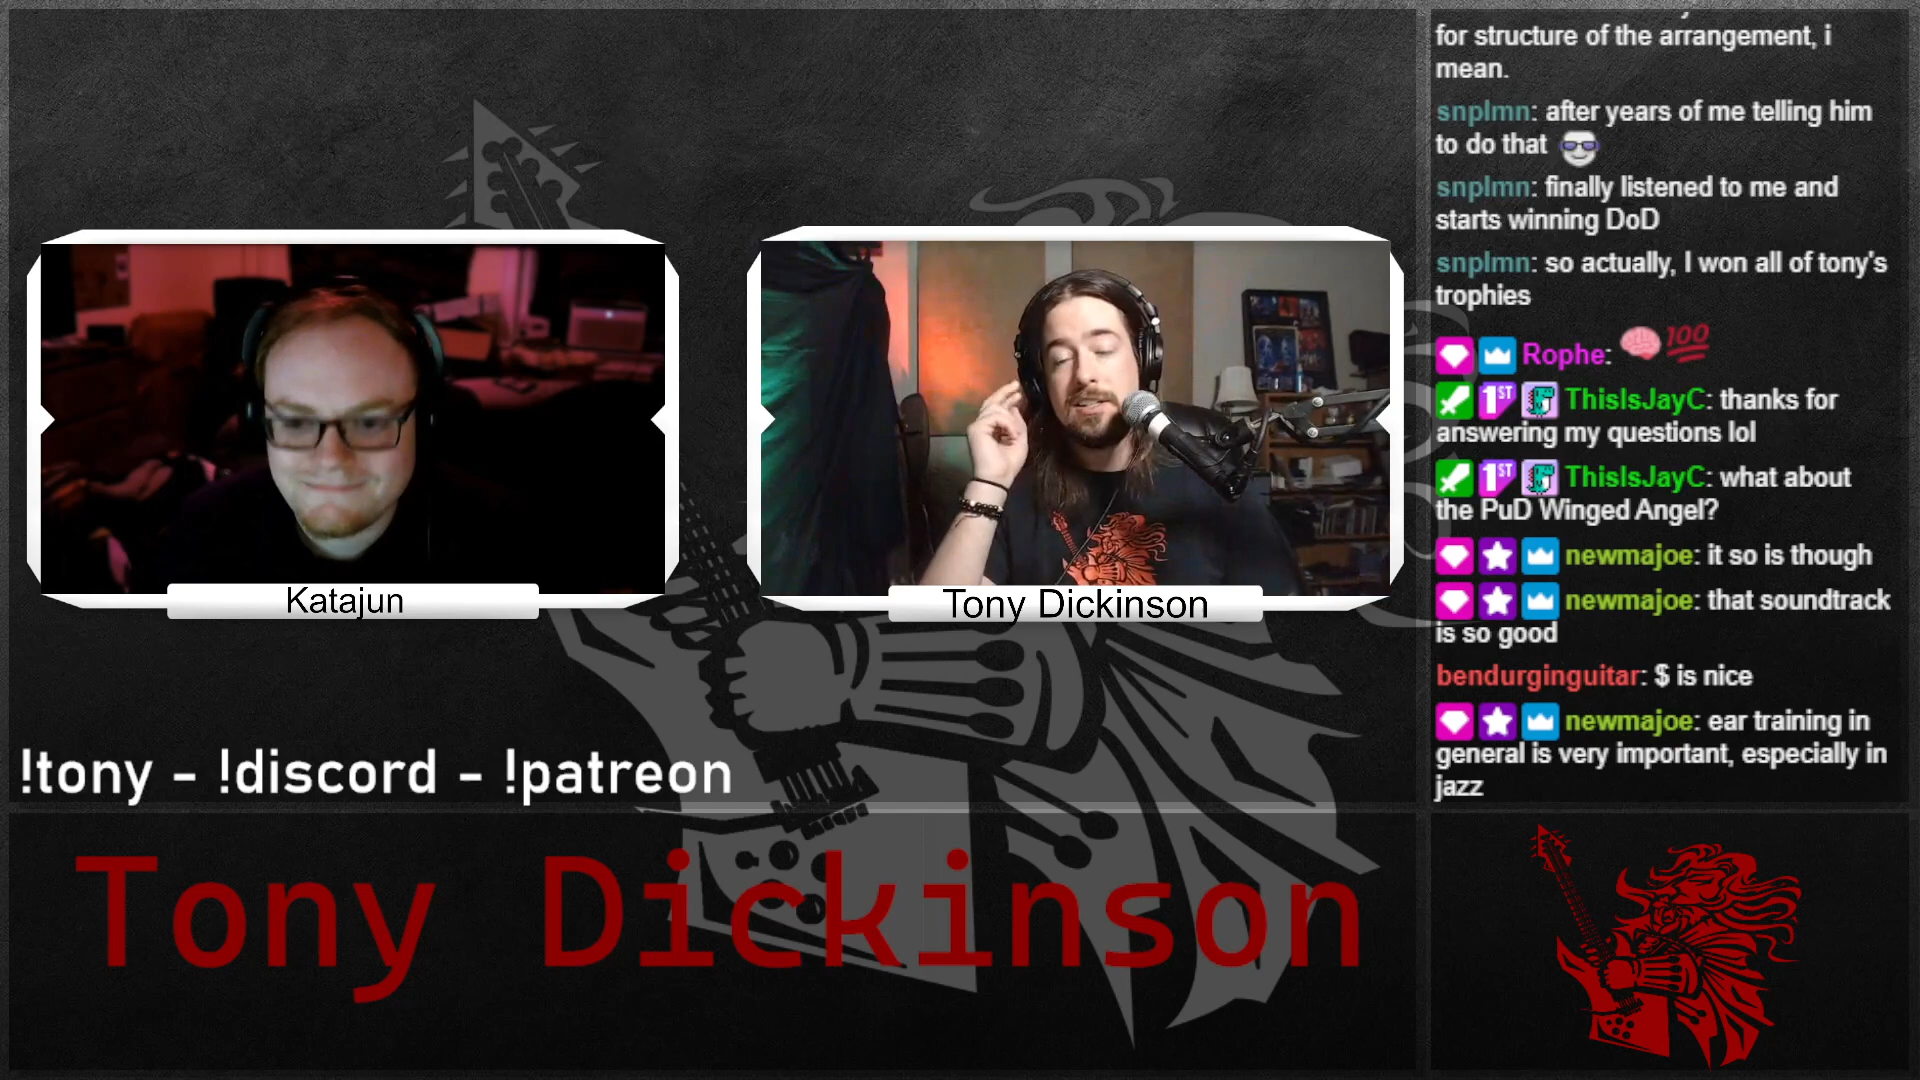 Katajun
Tony Dickinson
!tony - !discord - !patreon
Tony Dickinson
for structure of the arrangement, i
mean.
snplmn: after years of me telling him
to do that
snplmn: finally listened to me and
starts winning DoD
snplmn: so actually, I won all of tony's
trophies
Rophe: 100
1ST ThisIsJayC: thanks for
answering my questions lol
1ST ThisIsJayC: what about
the PuD Winged Angel?
newmajoe: it so is though
newmajoe: that soundtrack
is so good
bendurginguitar: $ is nice
newmajoe: ear training in
general is very important, especially in
jazz